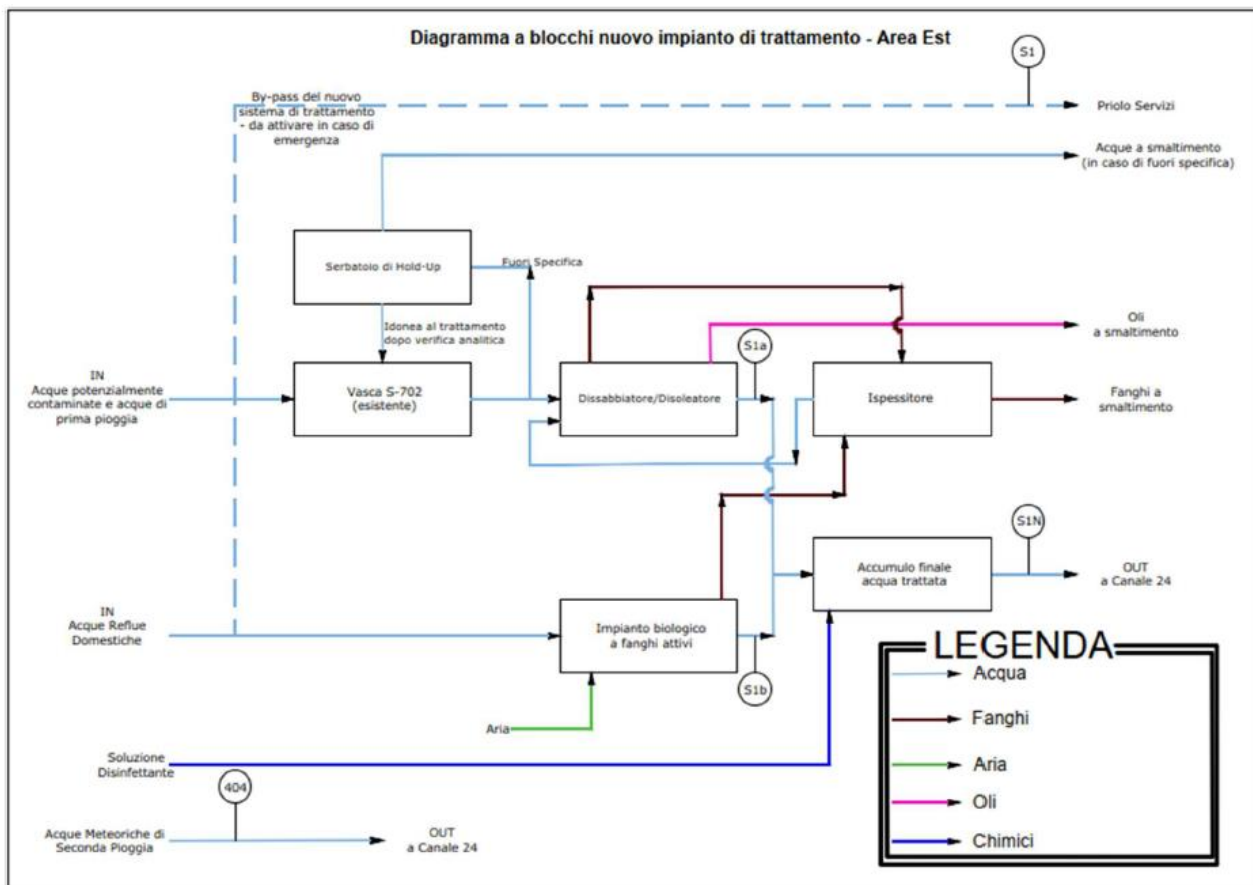 Diagramma a blocchi nuovo impianto di trattamento - Area Est
S1
By-pass del nuovo
sistema di trattamento
- da attivare in caso di
emergenza
Priolo Servizi
Acque a smaltimento
(in caso di fuori specifica)
Serbatoio di Hold-Up
Fuori Specifica
Idonea al trattamento
dopo verifica analitica
Oli
a smaltimento
S1a
IN
Acque potenzialmente
contaminate e acque di
prima pioggia
Vasca S-702
(esistente)
Dissabbiatore/Disoleatore
Ispessitore
Fanghi a
smaltimento
S1N
Accumulo finale
acqua trattata
OUT
a Canale 24
IN
Acque Reflue
Domestiche
Impianto biologico
a fanghi attivi
S1b
Aria
Soluzione
Disinfettante
404
Acque Meteoriche di
Seconda Pioggia
OUT
a Canale 24
LEGENDA
Acqua
Fanghi
Aria
Oli
Chimici